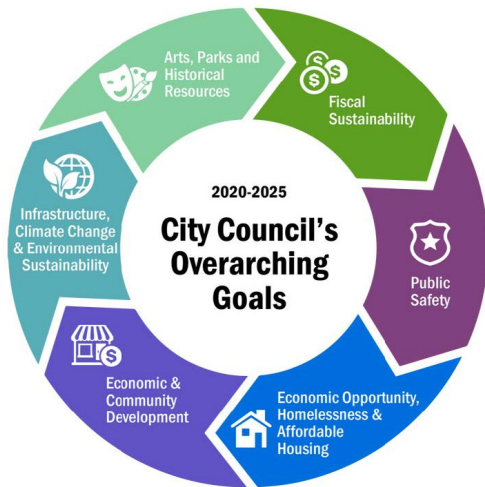 2020-2025
City Council's
Overarching
Goals
Fiscal
Sustainability
Public
Safety
Economic Opportunity,
Homelessness &
Affordable
Housing
Economic &
Community
Development
Infrastructure,
Climate Change
& Environmental
Sustainability
Arts, Parks and
Historical
Resources